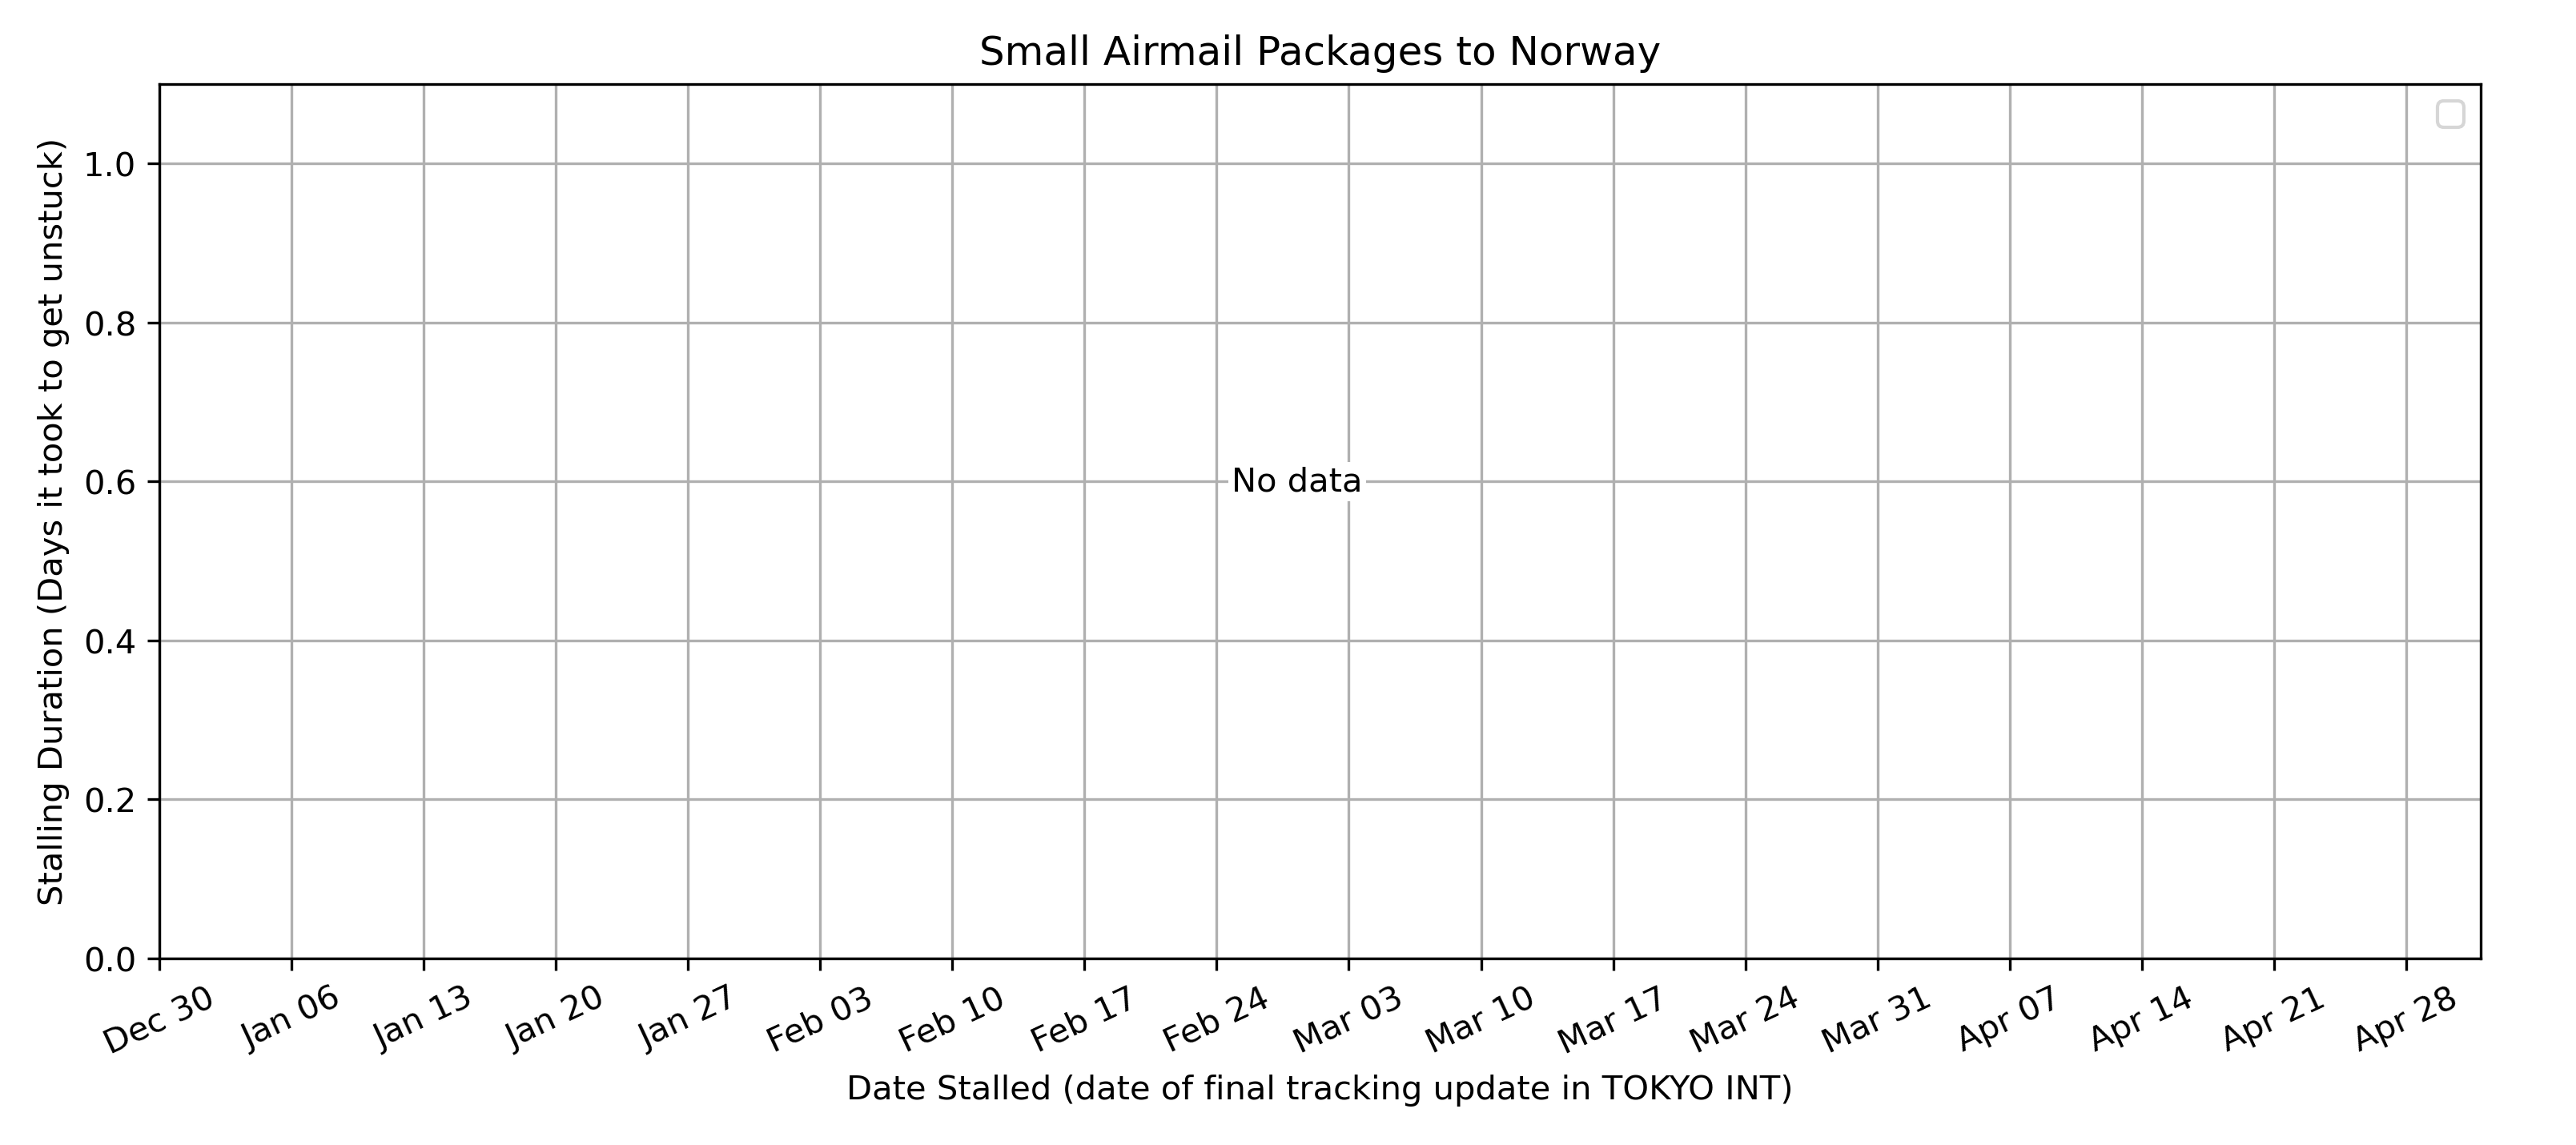 Small Airmail Packages to Norway
Stalling Duration (Days it took to get unstuck)
1.0
0.8
0.6
0.4
0.2
0.0
No data
Dec 30 Jan 06 Jan 13 Jan 20 Jan 27 Feb 03 Feb 10 Feb 17 Feb 24 Mar 03 Mar 10 Mar 17 Mar 24 Mar 31 Apr 07 Apr 14 Apr 21 Apr 28
Date Stalled (date of final tracking update in TOKYO INT)